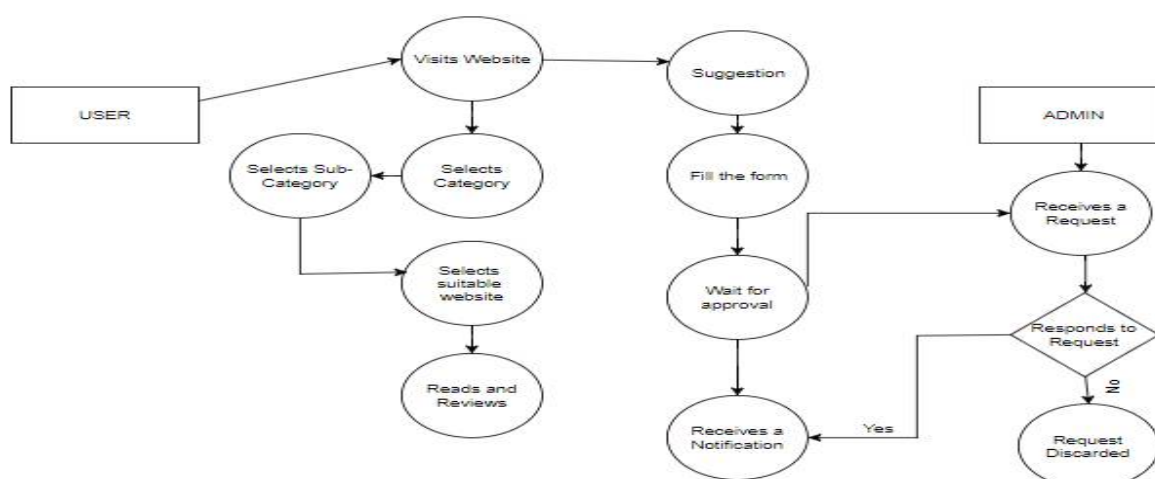 Visits Website
Suggestion
USER
ADMIN
Selects Sub-
Category
Selects
Category
Fill the form
Receives a
Request
Selects
suitable
website
Wait for
approval
Responds to
Request
No
Reads and
Reviews
Receives a
Notification
Yes
Request
Discarded